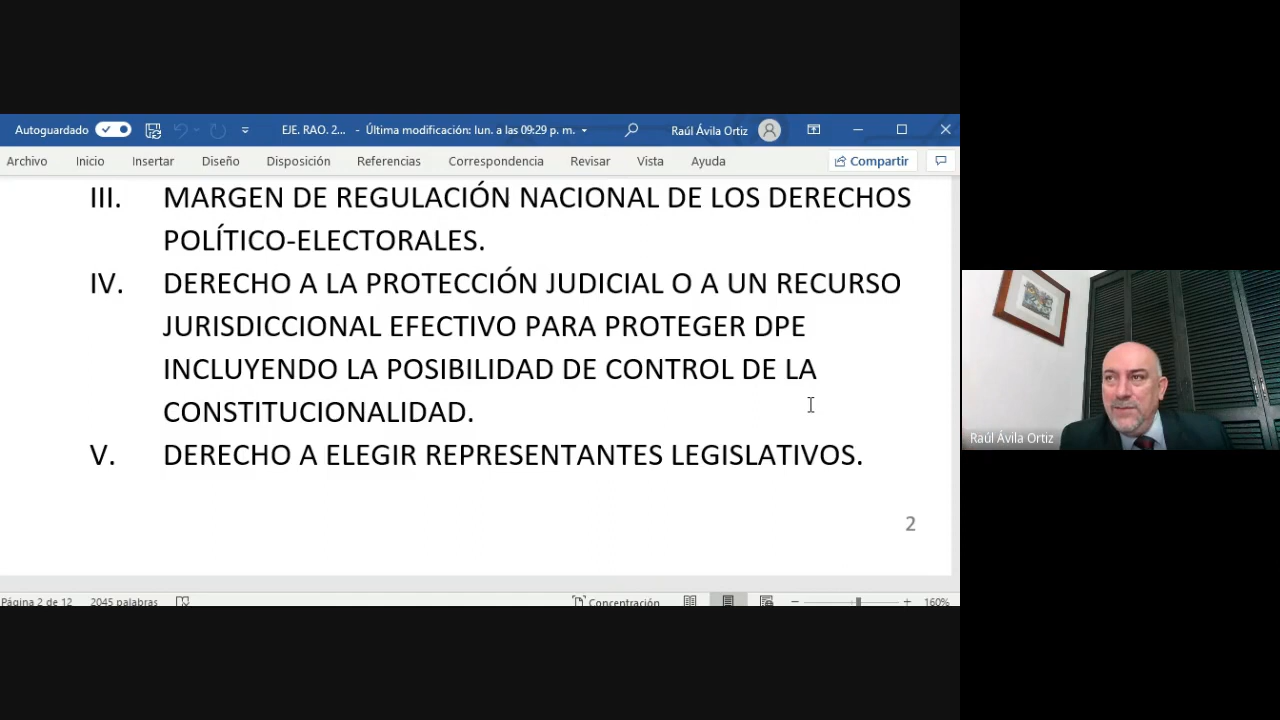 Autoguardado EJE. RAO. 2... - Última modificación: lun. a las 09:29 p. m. Raúl Ávila Ortiz
Archivo Inicio Insertar Diseño Disposición Referencias Correspondencia Revisar Vista Ayuda Compartir
III. MARGEN DE REGULACIÓN NACIONAL DE LOS DERECHOS
POLÍTICO-ELECTORALES.
IV. DERECHO A LA PROTECCIÓN JUDICIAL O A UN RECURSO
JURISDICCIONAL EFECTIVO PARA PROTEGER DPE
INCLUYENDO LA POSIBILIDAD DE CONTROL DE LA
CONSTITUCIONALIDAD.
V. DERECHO A ELEGIR REPRESENTANTES LEGISLATIVOS.
2
Página 2 de 12 2045 palabras Concentración 160%
Raúl Ávila Ortiz